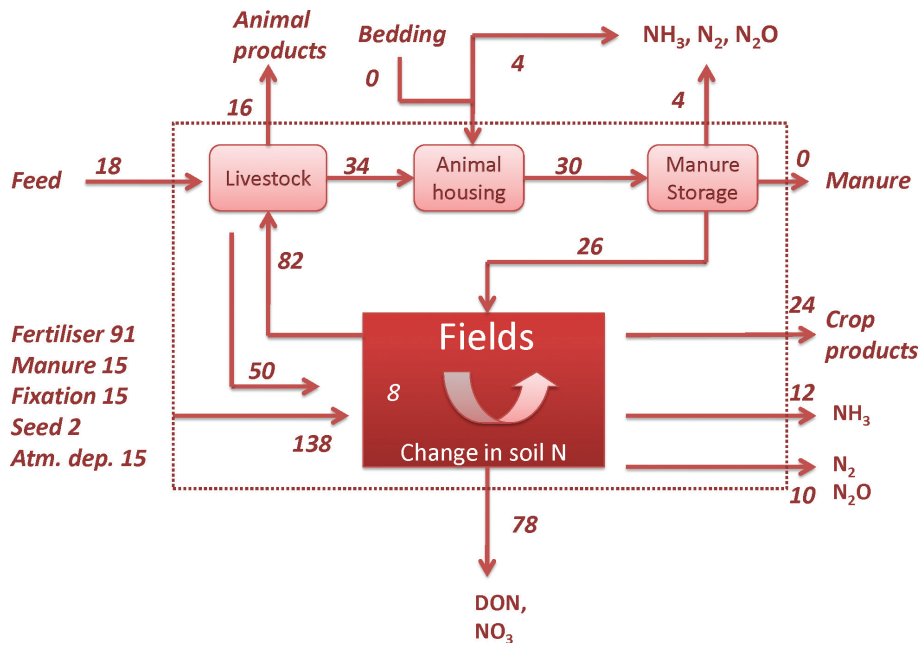 Animal
products
Bedding
NH₃, N₂, N₂O
0
4
4
16
Feed
18
Livestock
34
Animal
housing
30
Manure
Storage
0
Manure
82
26
Fertiliser 91
Manure 15
Fixation 15
Seed 2
Atm. dep. 15
50
138
Fields
8
Change in soil N
24
Crop
products
12
NH₃
N₂
N₂O
10
78
DON,
NO₃